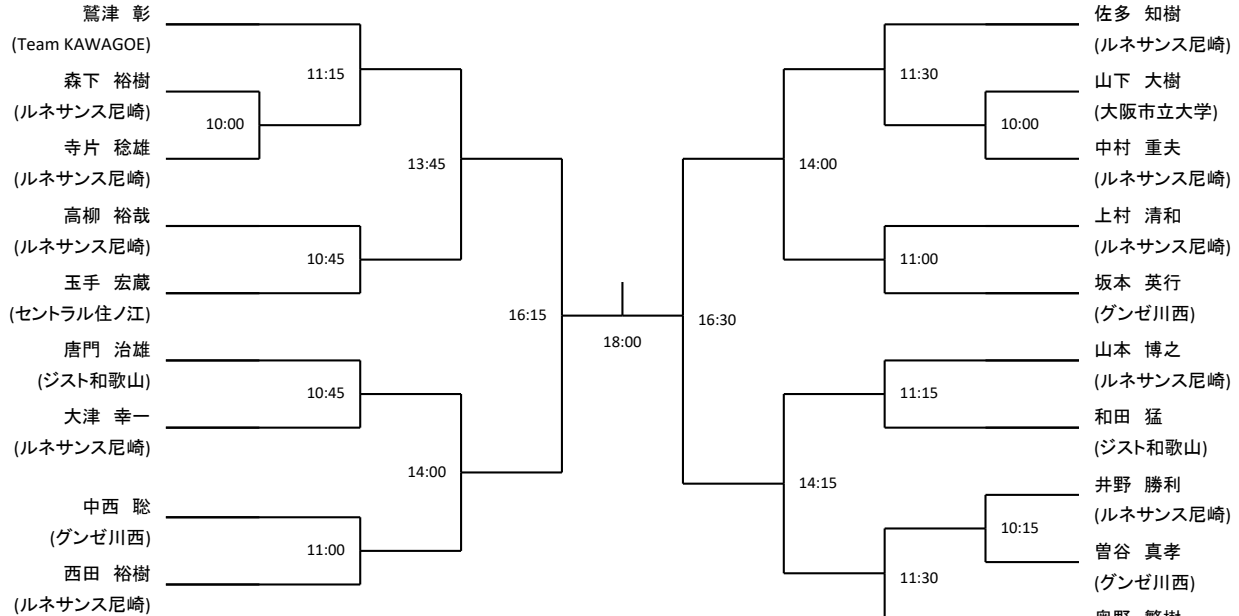 鷲津 彰
(Team KAWAGOE)
11:15
森下 裕樹
(ルネサンス尼崎)
10:00
寺片 稔雄
(ルネサンス尼崎)
13:45
高柳 裕哉
(ルネサンス尼崎)
10:45
玉手 宏蔵
(セントラル住ノ江)
16:15
唐門 治雄
(ジスト和歌山)
10:45
大津 幸一
(ルネサンス尼崎)
14:00
中西 聡
(グンゼ川西)
11:00
西田 裕樹
(ルネサンス尼崎)
18:00
佐多 知樹
(ルネサンス尼崎)
11:30
山下 大樹
(大阪市立大学)
10:00
中村 重夫
(ルネサンス尼崎)
14:00
上村 清和
(ルネサンス尼崎)
11:00
坂本 英行
(グンゼ川西)
16:30
山本 博之
(ルネサンス尼崎)
11:15
和田 猛
(ジスト和歌山)
14:15
井野 勝利
(ルネサンス尼崎)
10:15
曽谷 真孝
(グンゼ川西)
11:30